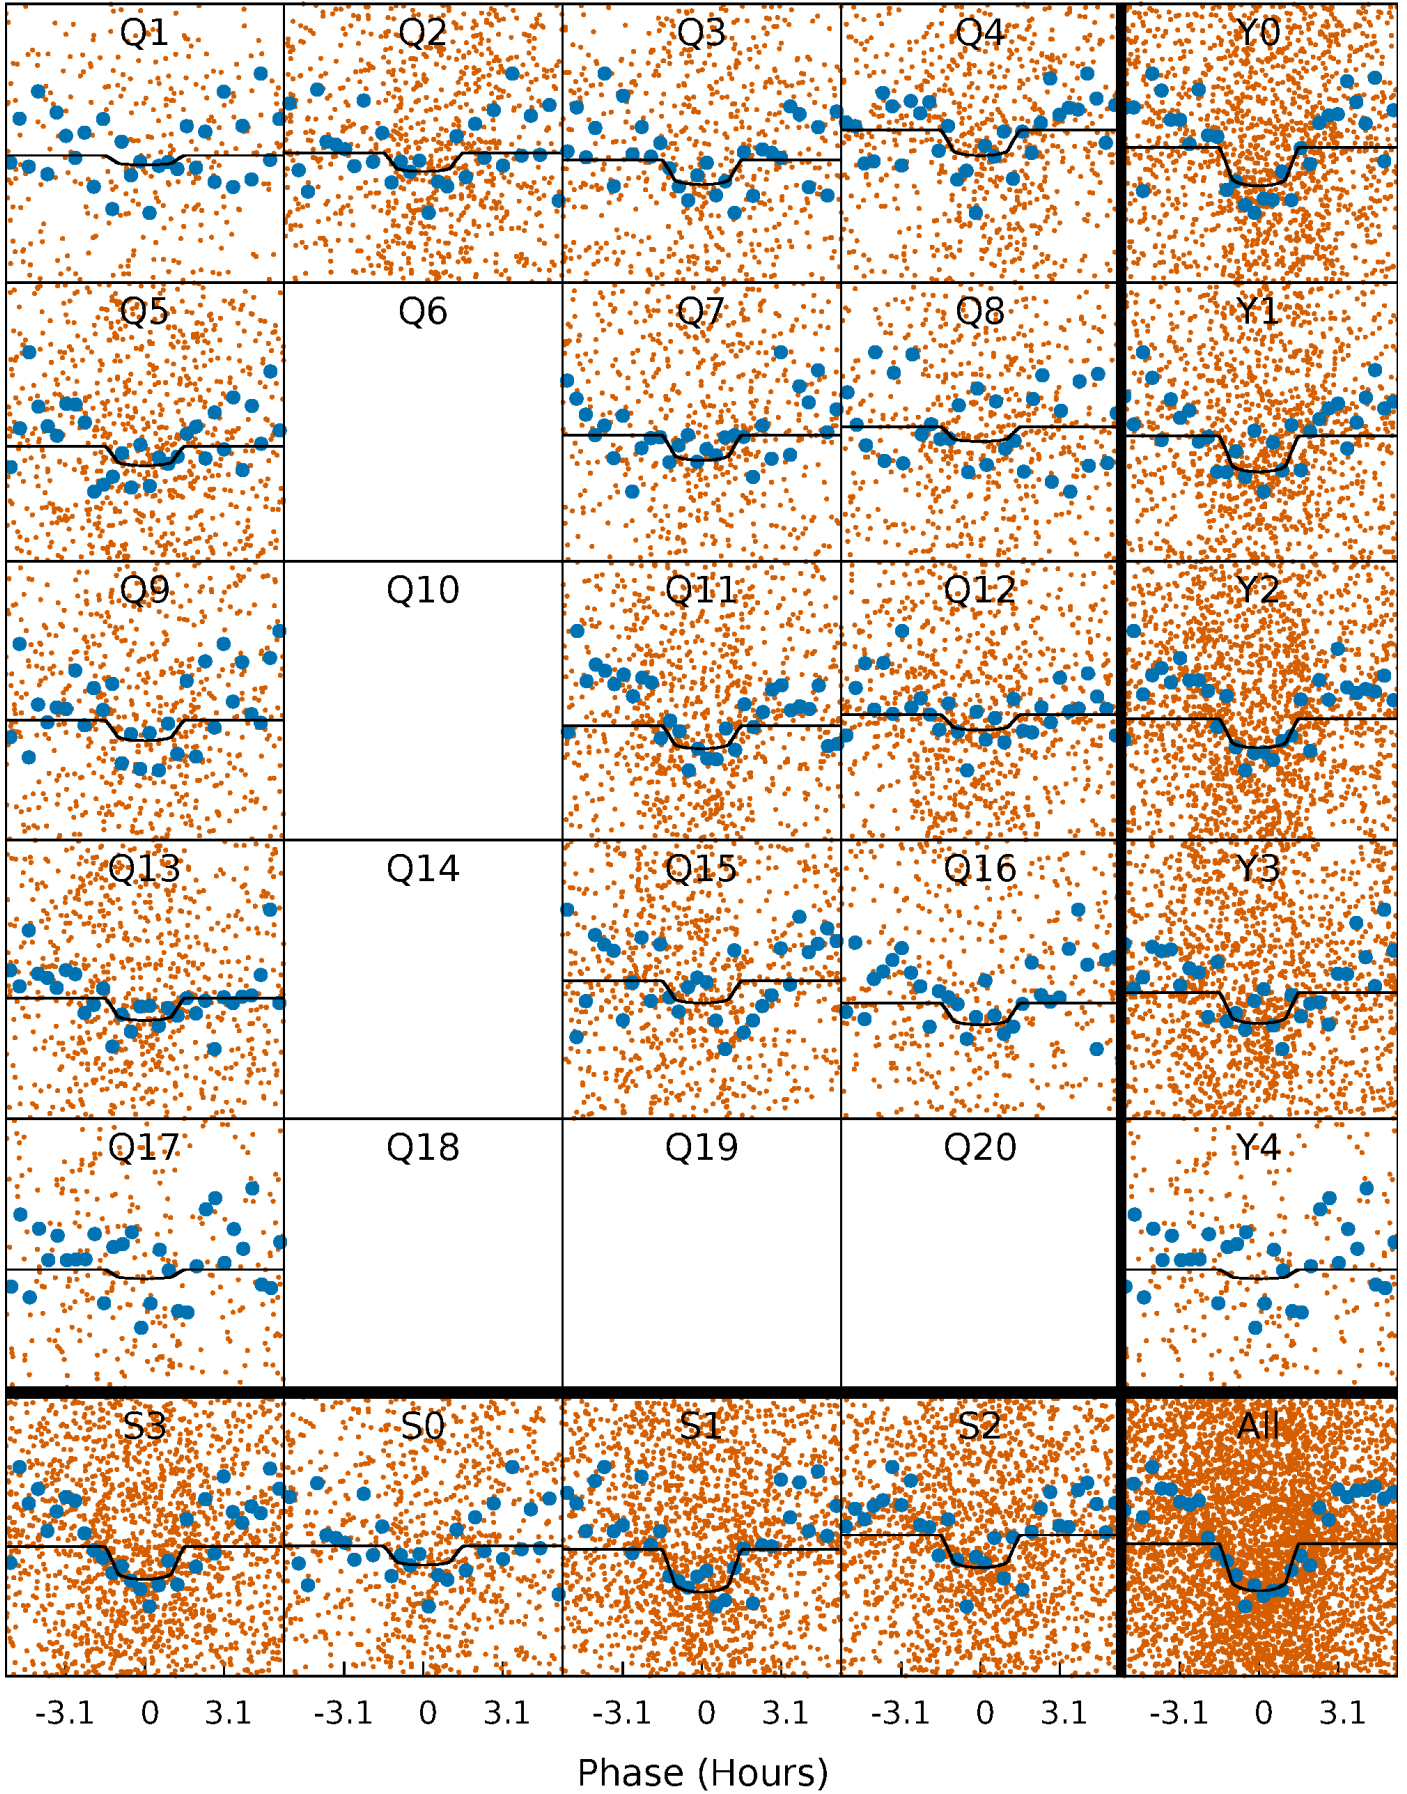 Q1 Q2 Q3 Q4 Y0
Q5 Q6 Q7 Q8 Y1
Q9 Q10 Q11 Q12 Y2
Q13 Q14 Q15 Q16 Y3
Q17 Q18 Q19 Q20 Y4
S3 S0 S1 S2 All
-3.1 0 3.1 -3.1 0 3.1 -3.1 0 3.1 -3.1 0 3.1 -3.1 0 3.1
Phase (Hours)